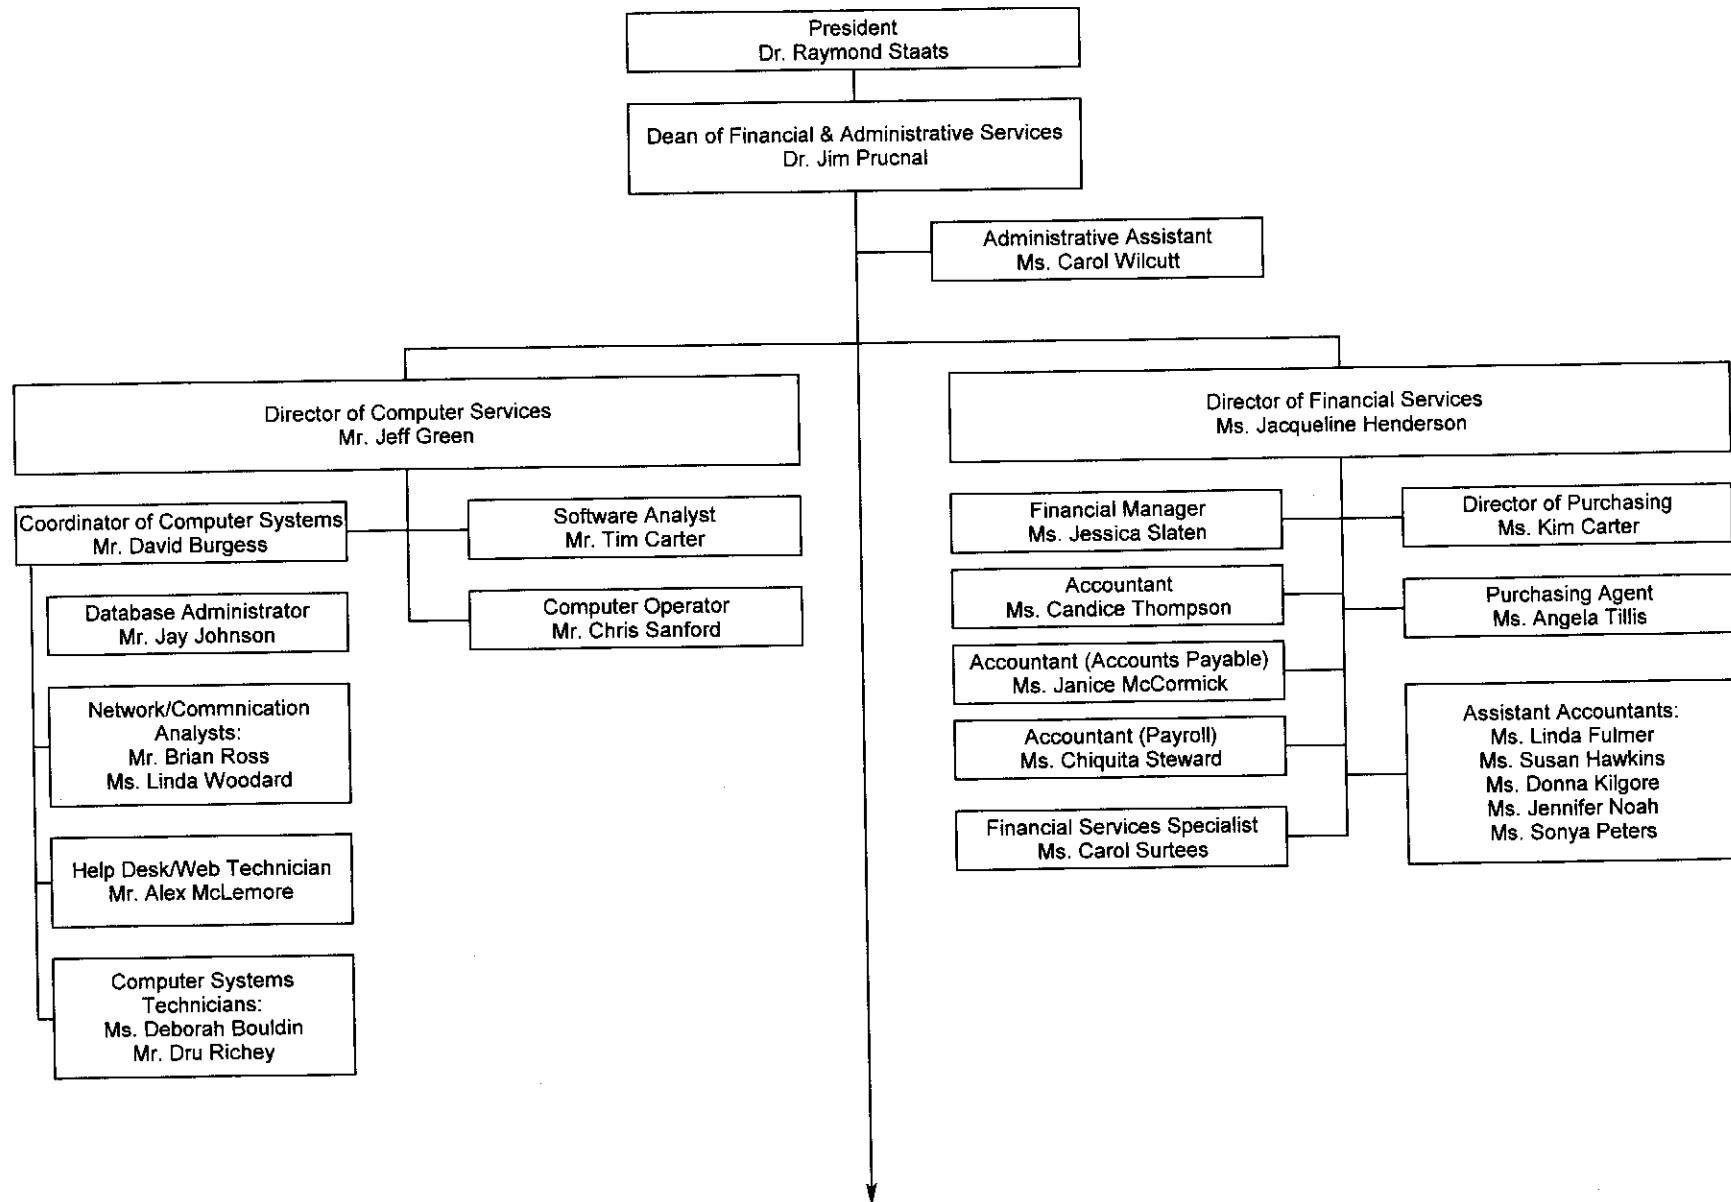 President
Dr. Raymond Staats
Dean of Financial & Administrative Services
Dr. Jim Prucnal
Administrative Assistant
Ms. Carol Wilcutt
Director of Computer Services
Mr. Jeff Green
Coordinator of Computer Systems
Mr. David Burgess
Software Analyst
Mr. Tim Carter
Database Administrator
Mr. Jay Johnson
Computer Operator
Mr. Chris Sanford
Network/Commnication
Analysts:
Mr. Brian Ross
Ms. Linda Woodard
Help Desk/Web Technician
Mr. Alex McLemore
Computer Systems
Technicians:
Ms. Deborah Bouldin
Mr. Dru Richey
Director of Financial Services
Ms. Jacqueline Henderson
Financial Manager
Ms. Jessica Slaten
Director of Purchasing
Ms. Kim Carter
Accountant
Ms. Candice Thompson
Purchasing Agent
Ms. Angela Tillis
Accountant (Accounts Payable)
Ms. Janice McCormick
Accountant (Payroll)
Ms. Chiquita Steward
Financial Services Specialist
Ms. Carol Surtees
Assistant Accountants:
Ms. Linda Fulmer
Ms. Susan Hawkins
Ms. Donna Kilgore
Ms. Jennifer Noah
Ms. Sonya Peters